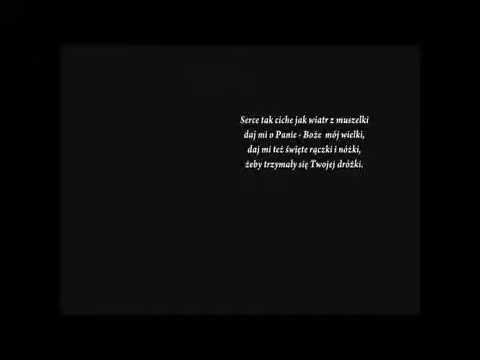 Serce tak ciche jak wiatr z muszelki
daj mi o Panie - Boże mój wielki,
daj mi też święte rączki i nóżki,
żeby trzymały się Twojej dróżki.